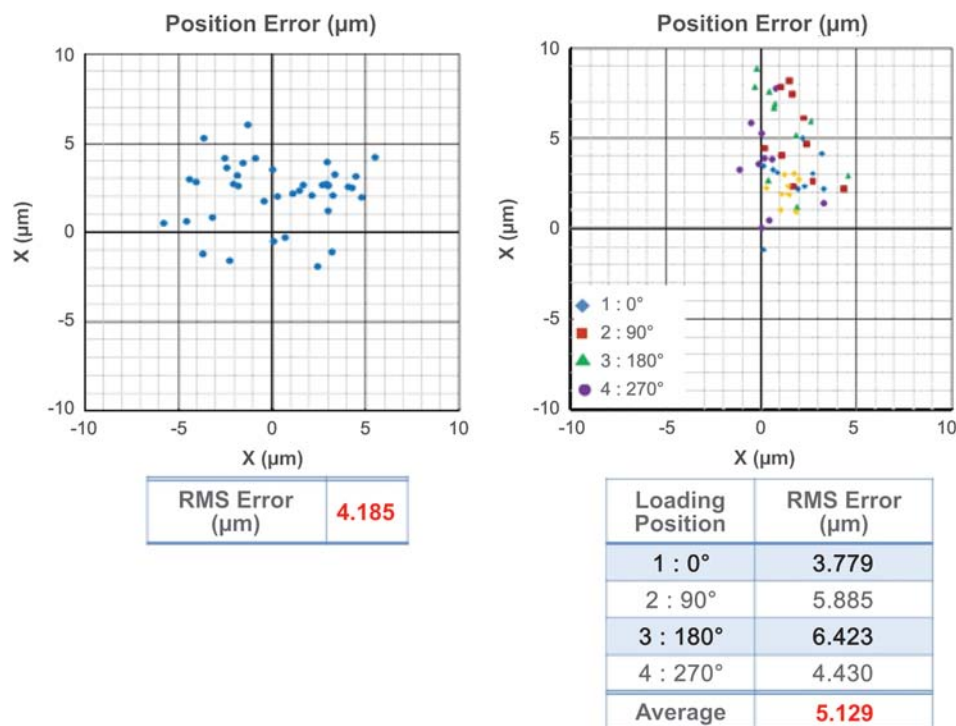 Position Error (μm)
10
5
0
-5
-10
X (μm)
-10
-5
0
5
10
X (μm)
RMS Error
(μm)
4.185
Position Error (μm)
10
5
0
-5
-10
X (μm)
1 : 0°
2 : 90°
3 : 180°
4 : 270°
-10
-5
0
5
10
X (μm)
Loading
Position
RMS Error
(μm)
1 : 0°
3.779
2 : 90°
5.885
3 : 180°
6.423
4 : 270°
4.430
Average
5.129